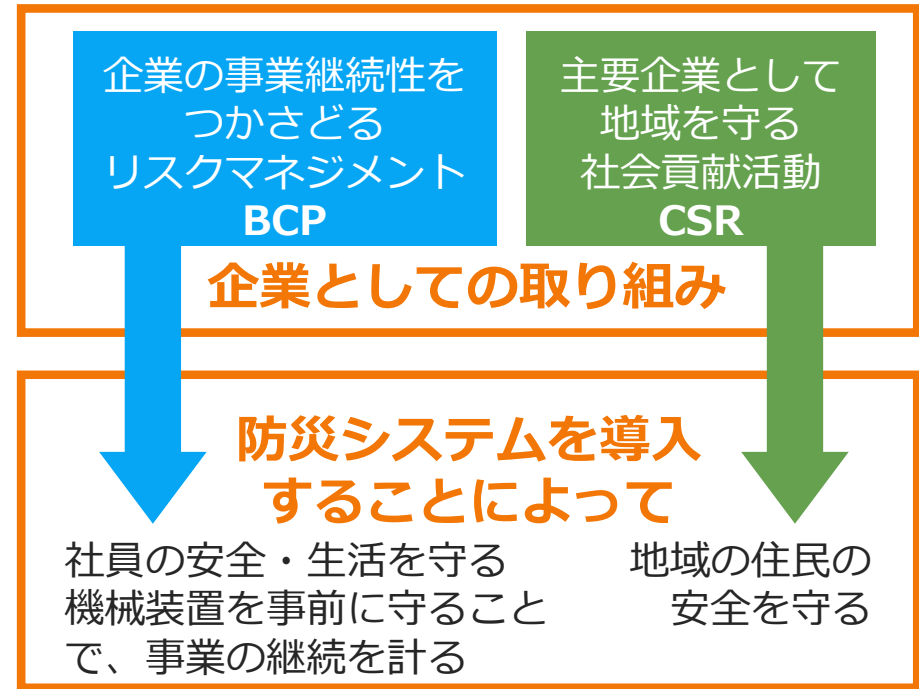 企業の事業継続性を
つかさどる
リスクマネジメント
BCP
主要企業として
地域を守る
社会貢献活動
CSR
企業としての取り組み
防災システムを導入
することによって
社員の安全・生活を守る
機械装置を事前に守ること
で、事業の継続を計る
地域の住民の
安全を守る